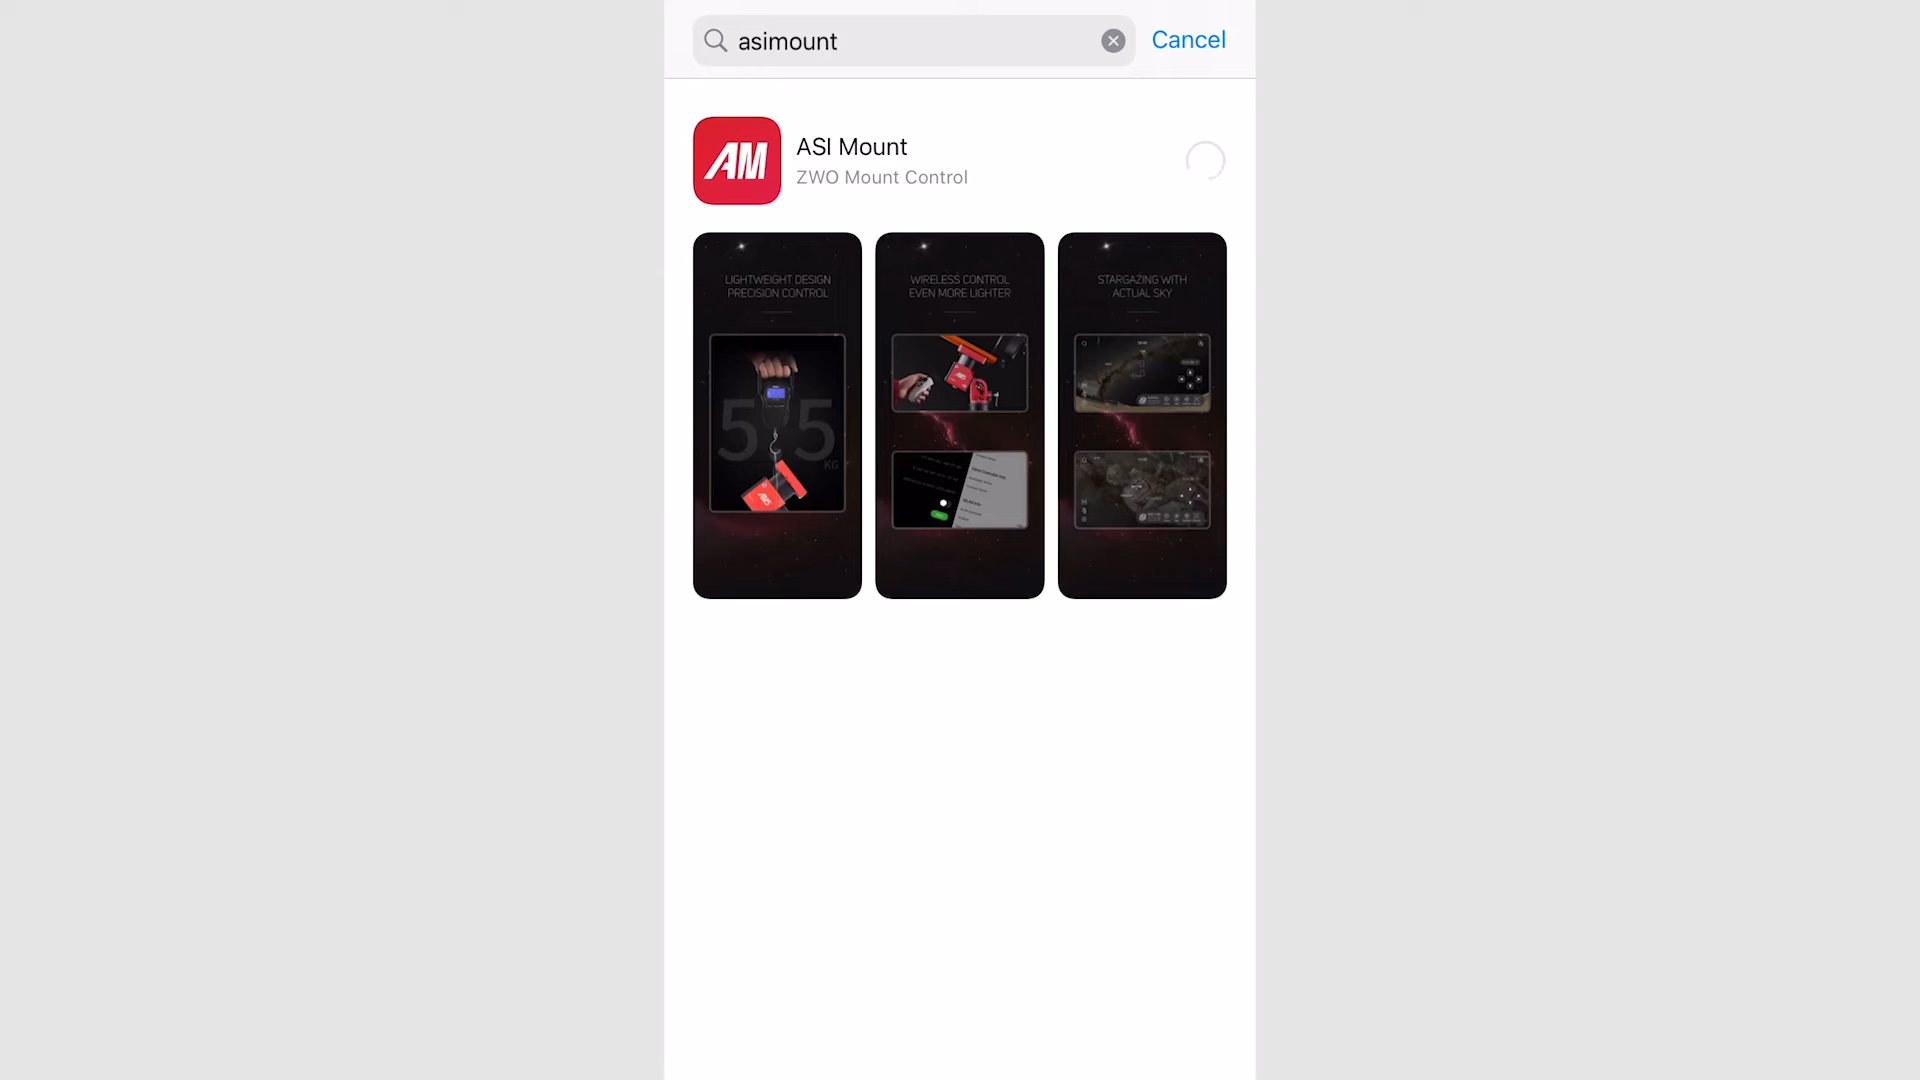 asimount
Cancel
AM
ASI Mount
ZWO Mount Control
LIGHTWEIGHT DESIGN
PRECISION CONTROL
5 5
KG
AM5
WIRELESS CONTROL
EVEN MORE LIGHTER
STARGAZING WITH
ACTUAL SKY